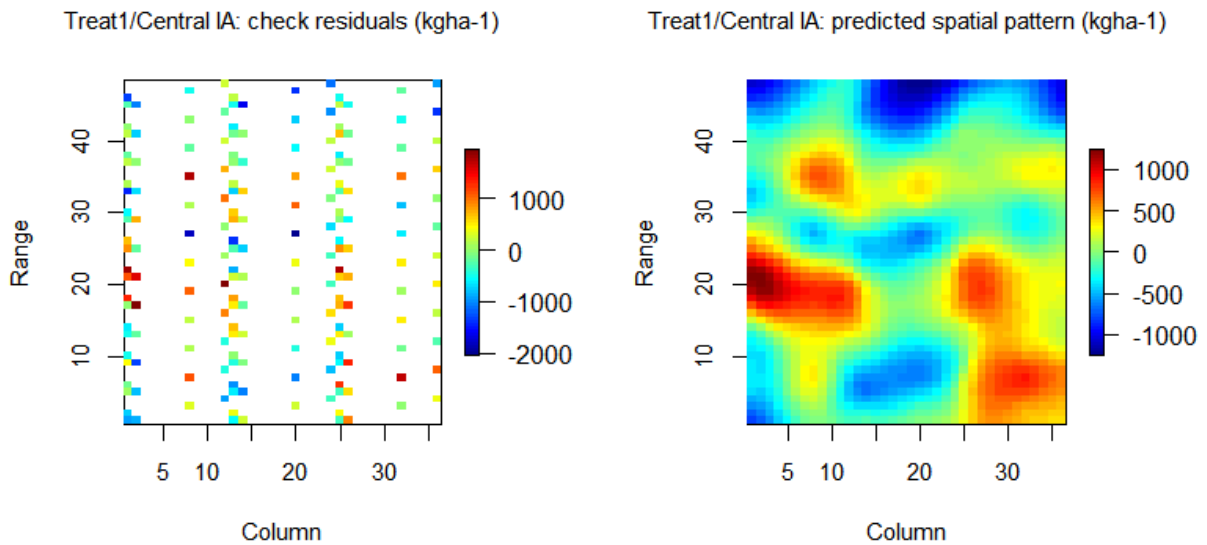 Treat1/Central IA: check residuals (kgha-1)
40
30
20
10
Range
5 10 20 30
Column
1000
0
-1000
-2000
Treat1/Central IA: predicted spatial pattern (kgha-1)
40
30
20
10
Range
5 10 20 30
Column
1000
500
0
-500
-1000